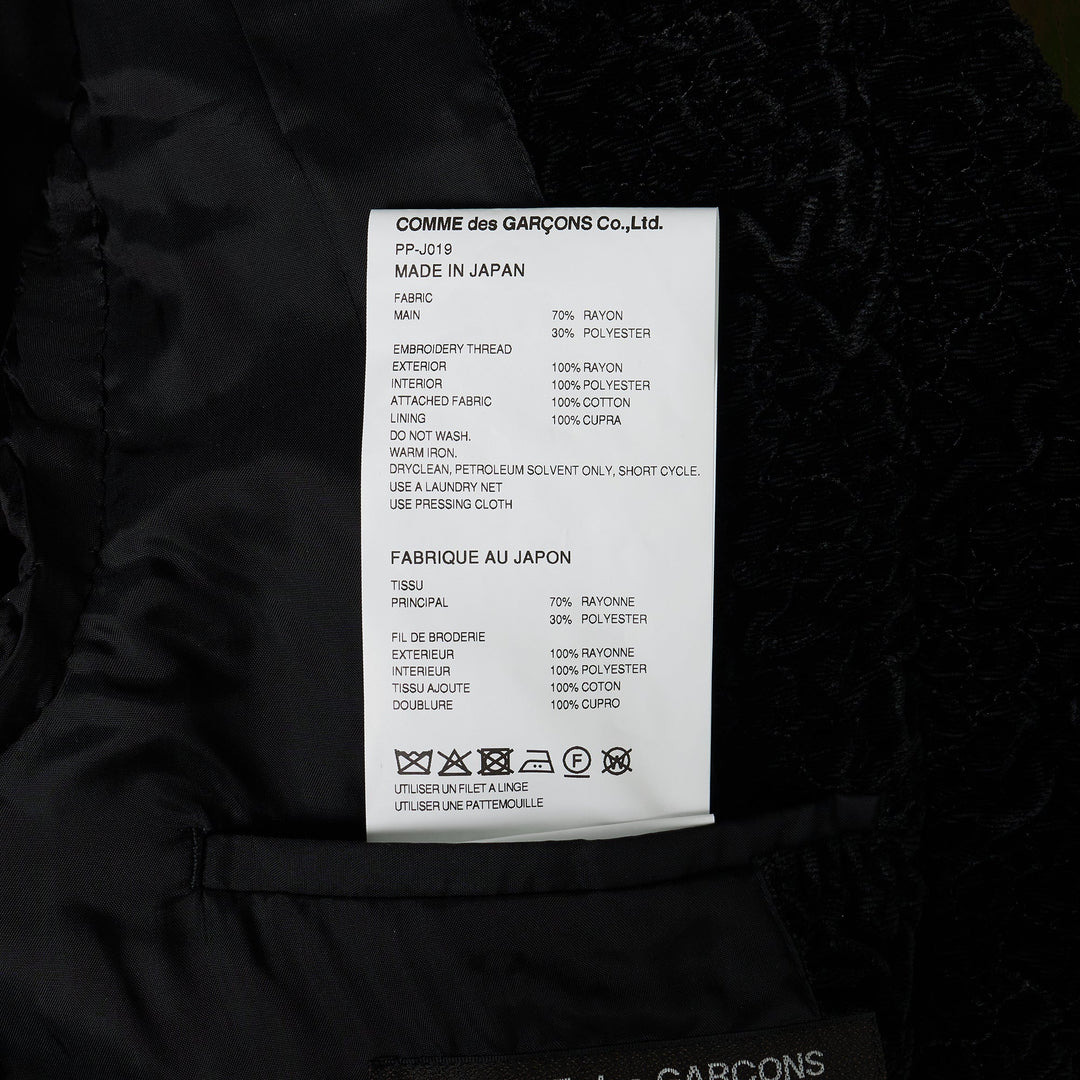 COMME des GARÇONS Co.,Ltd.
PP-J019
MADE IN JAPAN
FABRIC
MAIN 70% RAYON
30% POLYESTER
EMBROIDERY THREAD
EXTERIOR 100% RAYON
INTERIOR 100% POLYESTER
ATTACHED FABRIC 100% COTTON
LINING 100% CUPRA
DO NOT WASH.
WARM IRON.
DRYCLEAN, PETROLEUM SOLVENT ONLY, SHORT CYCLE.
USE A LAUNDRY NET
USE PRESSING CLOTH
FABRIQUE AU JAPON
TISSU
PRINCIPAL 70% RAYONNE
30% POLYESTER
FIL DE BRODERIE
EXTERIEUR 100% RAYONNE
INTERIEUR 100% POLYESTER
TISSU AJOUTE 100% COTON
DOUBLURE 100% CUPRO
F W
UTILISER UN FILET A LINGE
UTILISER UNE PATTEMOUILLE
GARÇONS